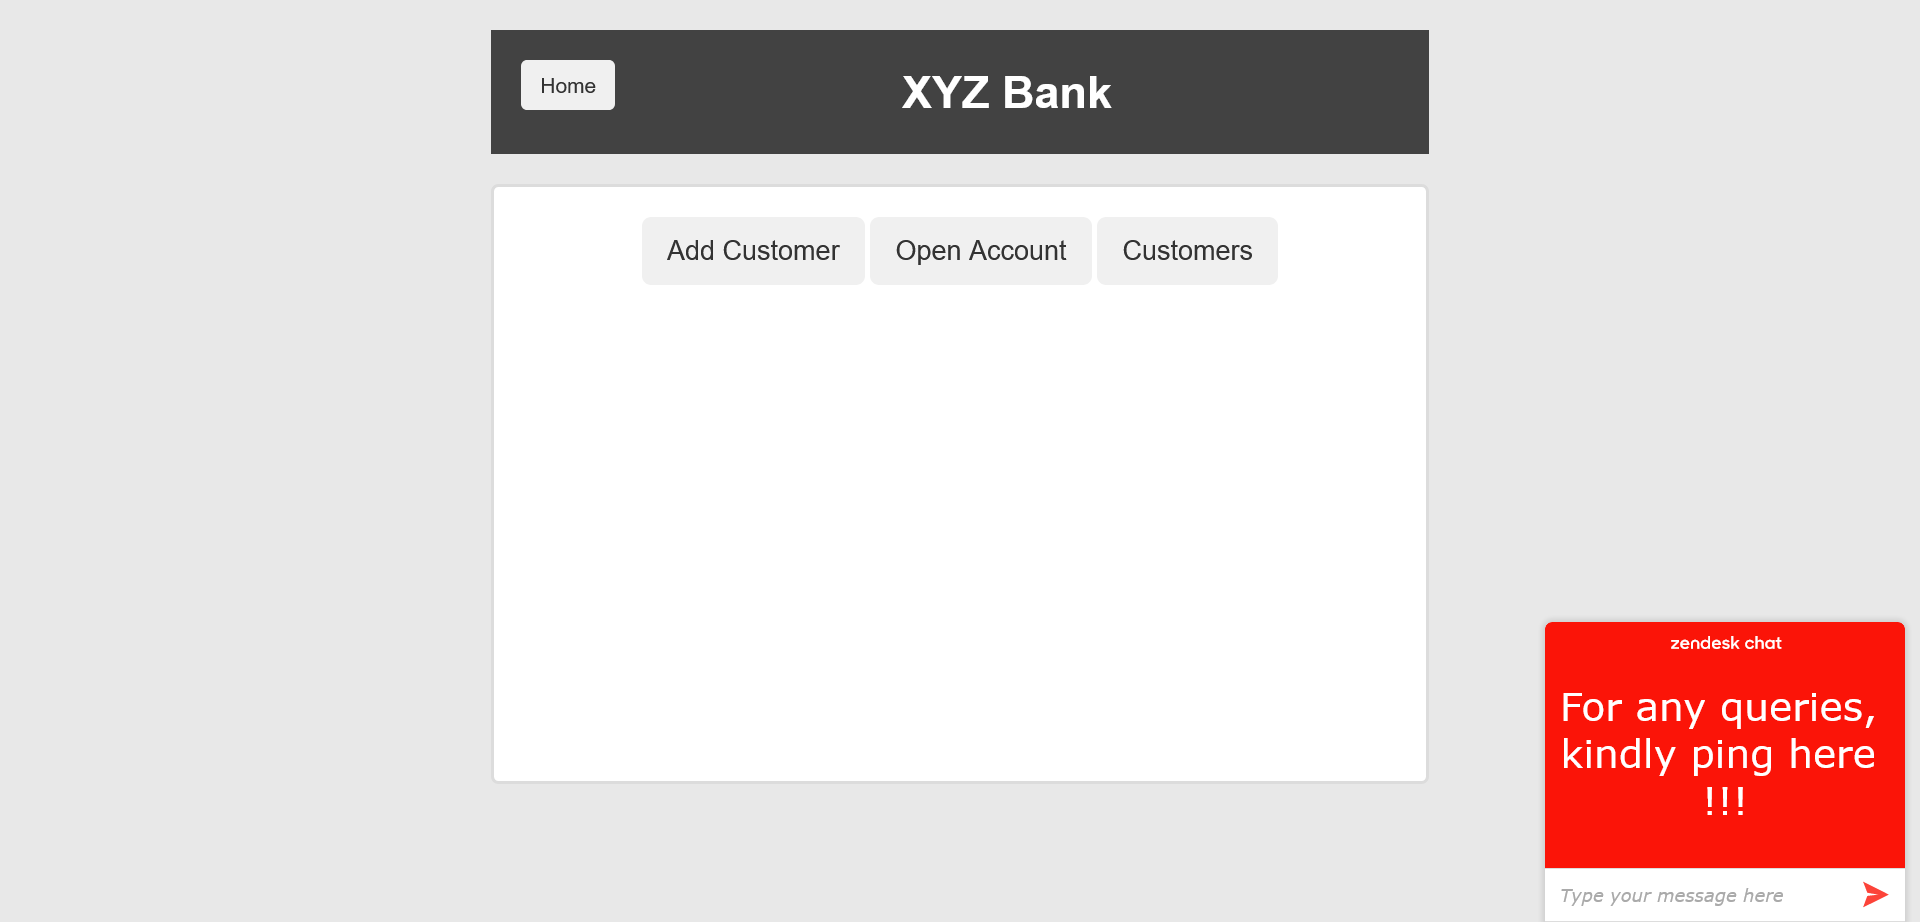 Home
XYZ Bank
Add Customer
Open Account
Customers
zendesk chat
For any queries,
kindly ping here
!!!
Type your message here